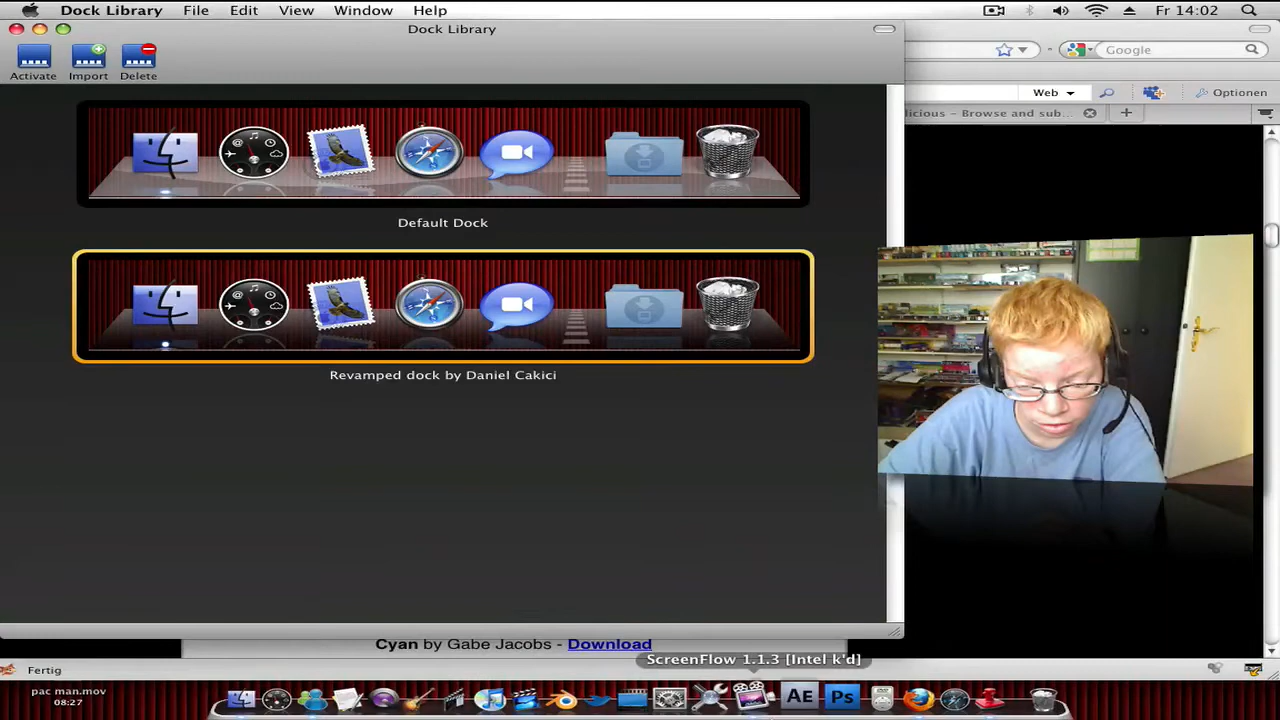 Dock Library File Edit View Window Help Fr 14:02
Dock Library
Activate Import Delete
Google
Web Optionen
licious – Browse and sub...
Default Dock
Revamped dock by Daniel Cakici
Cyan by Gabe Jacobs - Download
ScreenFlow 1.1.3 [Intel k'd]
Fertig
pac man.mov
08:27
AE Ps